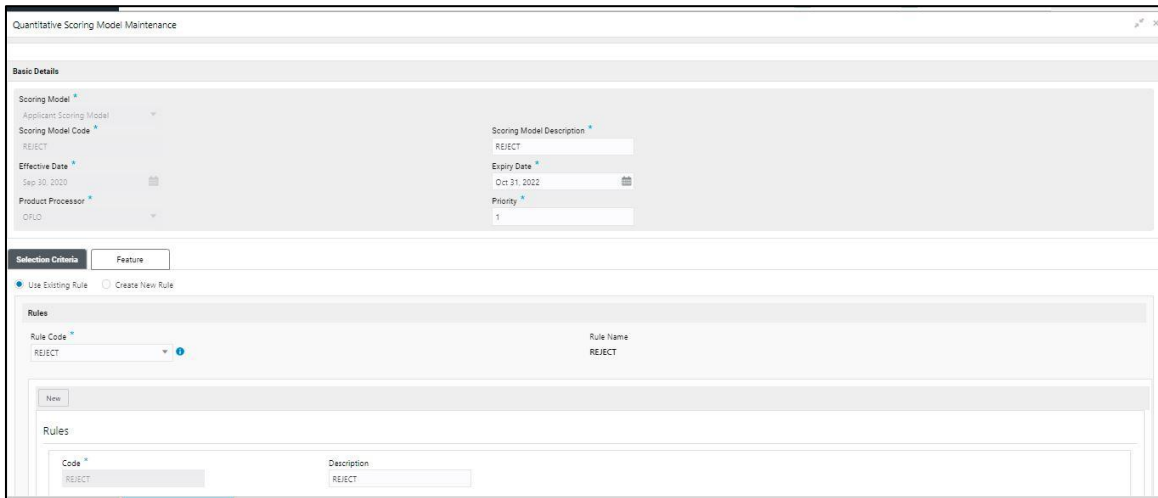 Quantitative Scoring Model Maintenance
Basic Details
Scoring Model *
Applicant Scoring Model
Scoring Model Code *
REJECT
Scoring Model Description *
REJECT
Effective Date *
Sep 30, 2020
Expiry Date *
Oct 31, 2022
Product Processor *
OFLO
Priority *
1
Selection Criteria
Feature
Use Existing Rule
Create New Rule
Rules
Rule Code *
REJECT
Rule Name
REJECT
New
Rules
Code *
REJECT
Description
REJECT